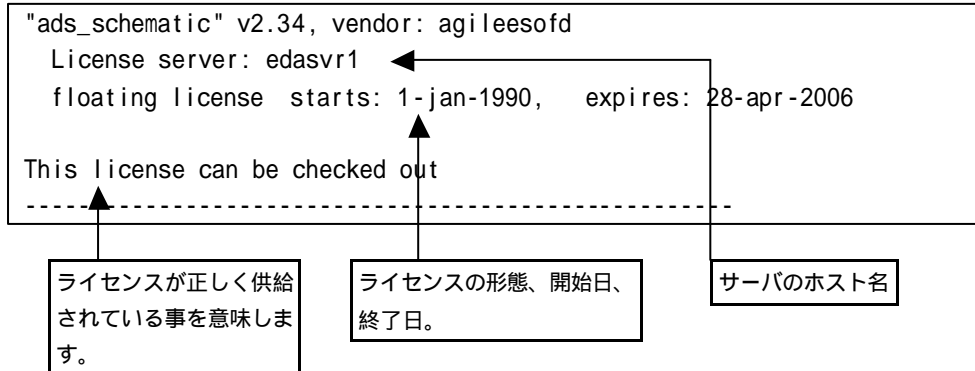 "ads_schematic" v2.34, vendor: agileesofd
License server: edasvr1
floating license starts: 1-jan-1990, expires: 28-apr-2006
This license can be checked out
-----------------------------------------------------
ライセンスが正しく供給
されている事を意味しま
す。
ライセンスの形態、開始日、
終了日。
サーバのホスト名